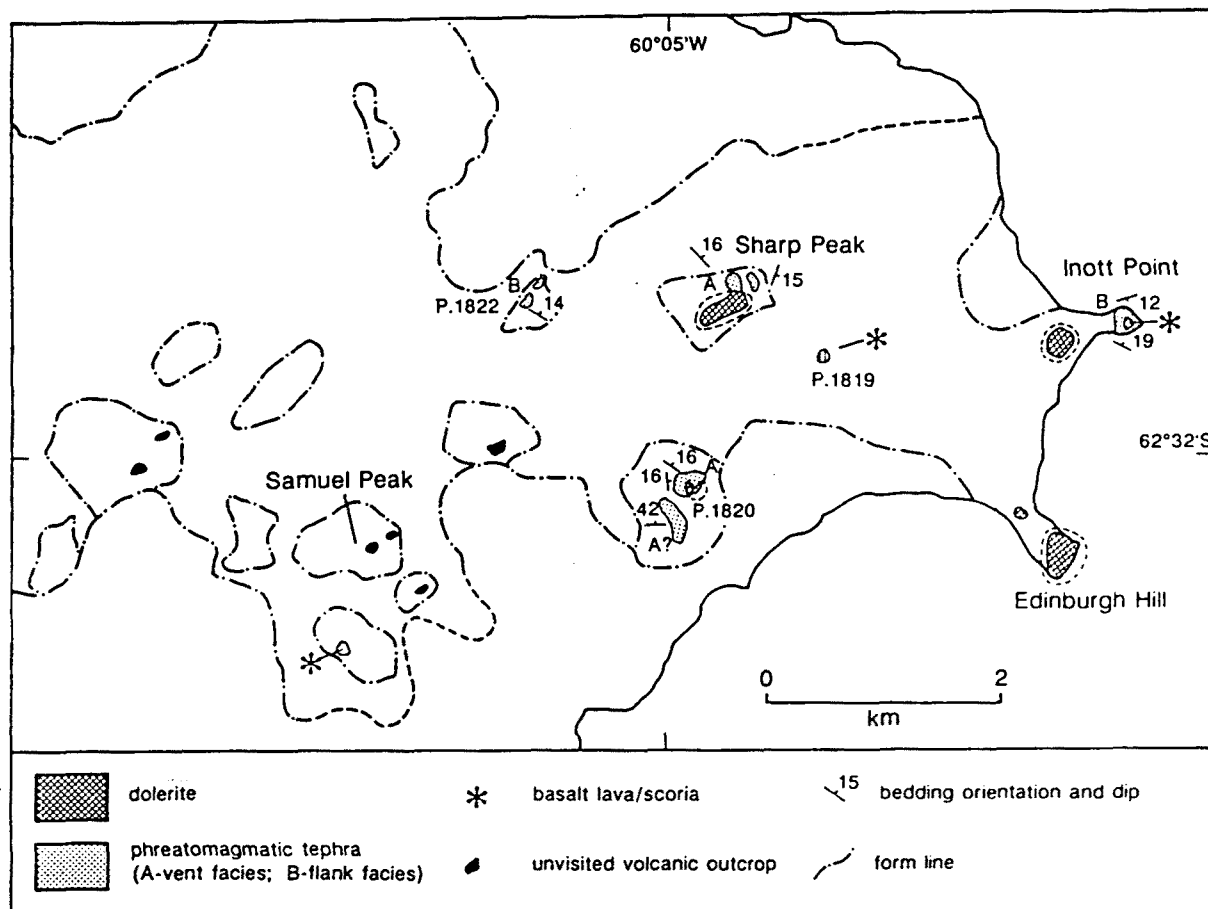 60°05'W
16
Sharp Peak
A
15
Inott Point
B
12
19
B
P.1822
14
P.1819
62°32'S
16
A
16
P.1820
42
A?
Samuel Peak
Edinburgh Hill
0
2
km
dolerite
basalt lava/scoria
15
bedding orientation and dip
phreatomagmatic tephra
(A-vent facies; B-flank facies)
unvisited volcanic outcrop
form line